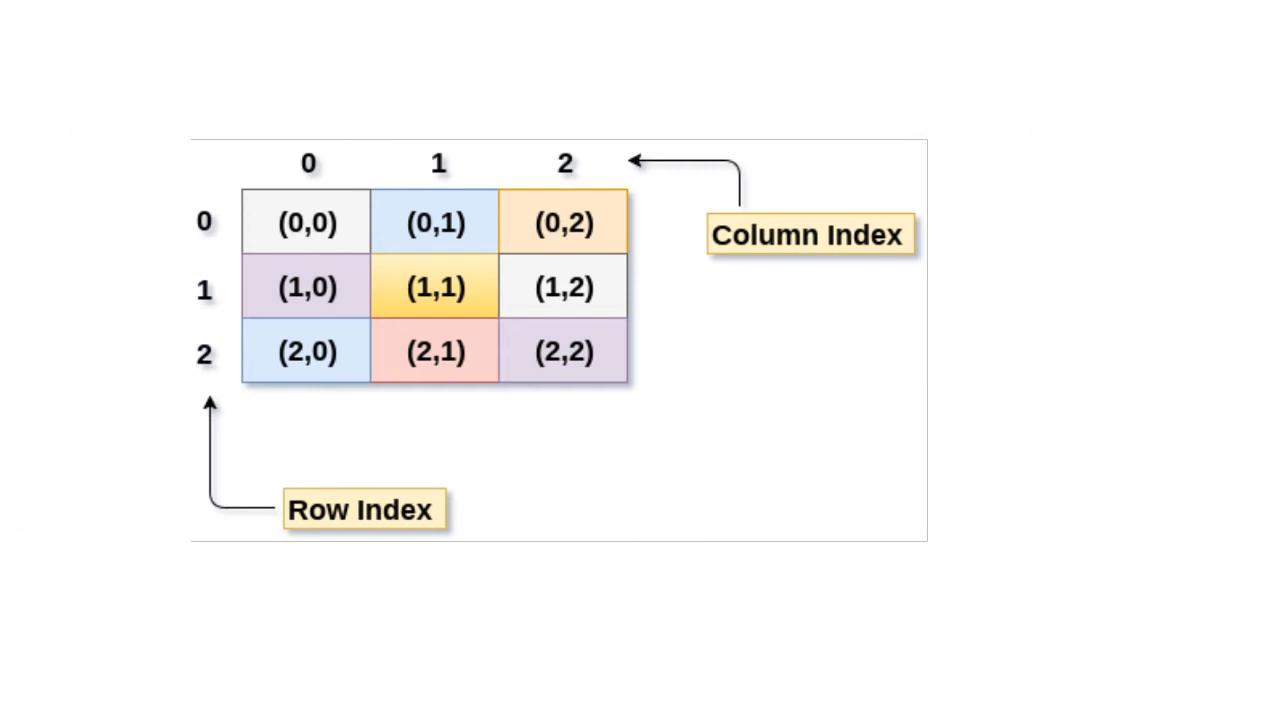 0 1 2
0 (0,0) (0,1) (0,2)
Column Index
1 (1,0) (1,1) (1,2)
2 (2,0) (2,1) (2,2)
Row Index